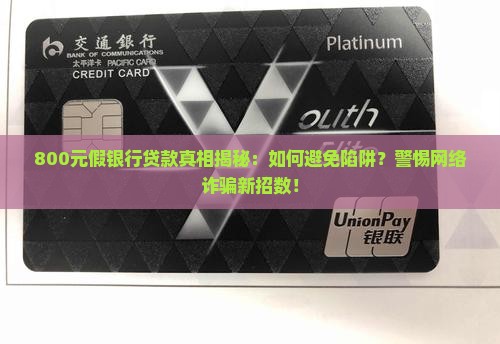 交通銀行
BANK OF COMMUNICATIONS
太平洋卡 PACIFIC CARD
CREDIT CARD
Platinum
outh
800元假银行贷款真相揭秘：如何避免陷阱？警惕网络
诈骗新招数！
Elite
UnionPay
银联